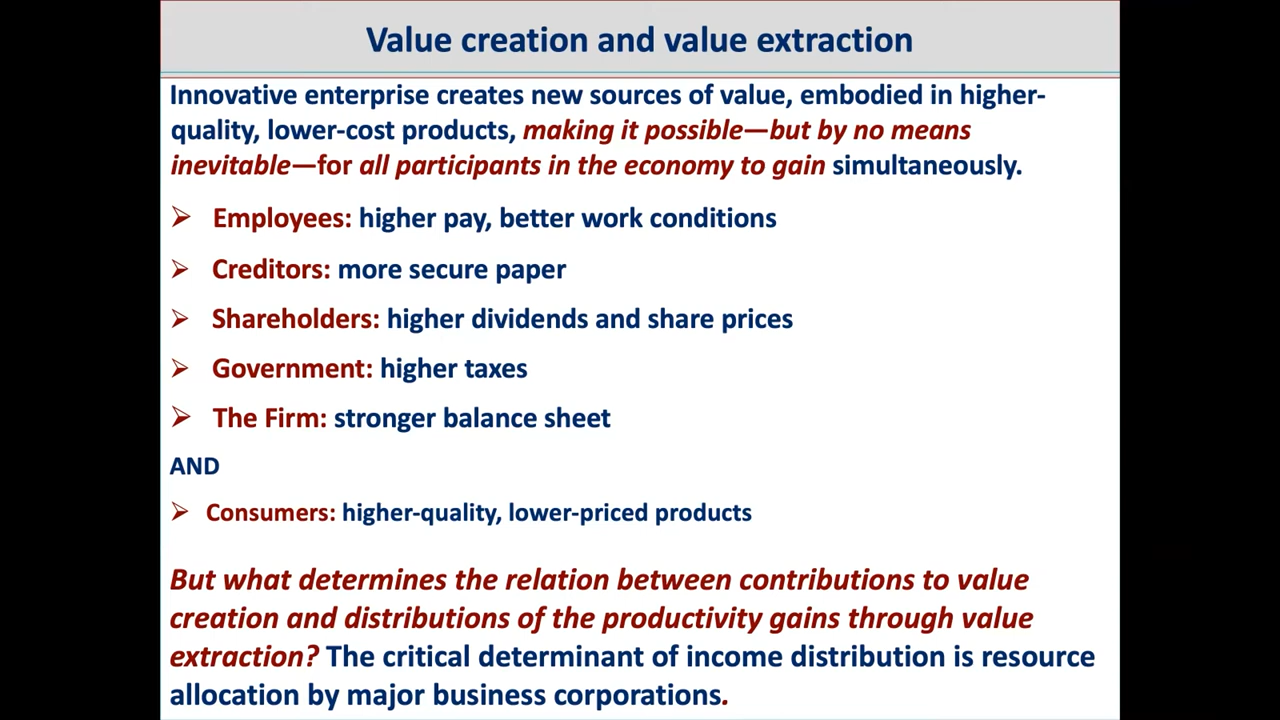 Value creation and value extraction
Innovative enterprise creates new sources of value, embodied in higher-
quality, lower-cost products, making it possible—but by no means
inevitable—for all participants in the economy to gain simultaneously.
➢ Employees: higher pay, better work conditions
➢ Creditors: more secure paper
➢ Shareholders: higher dividends and share prices
➢ Government: higher taxes
➢ The Firm: stronger balance sheet
AND
➢ Consumers: higher-quality, lower-priced products
But what determines the relation between contributions to value
creation and distributions of the productivity gains through value
extraction? The critical determinant of income distribution is resource
allocation by major business corporations.